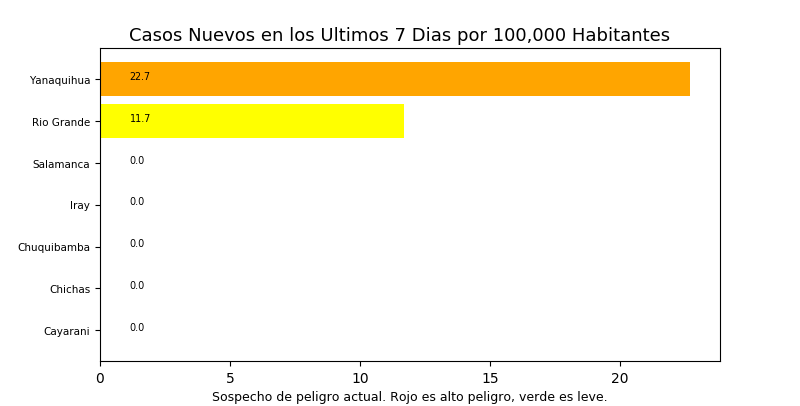 Casos Nuevos en los Ultimos 7 Dias por 100,000 Habitantes
Yanaquihua 22.7
Rio Grande 11.7
Salamanca 0.0
Iray 0.0
Chuquibamba 0.0
Chichas 0.0
Cayarani 0.0
0 5 10 15 20
Sospecho de peligro actual. Rojo es alto peligro, verde es leve.